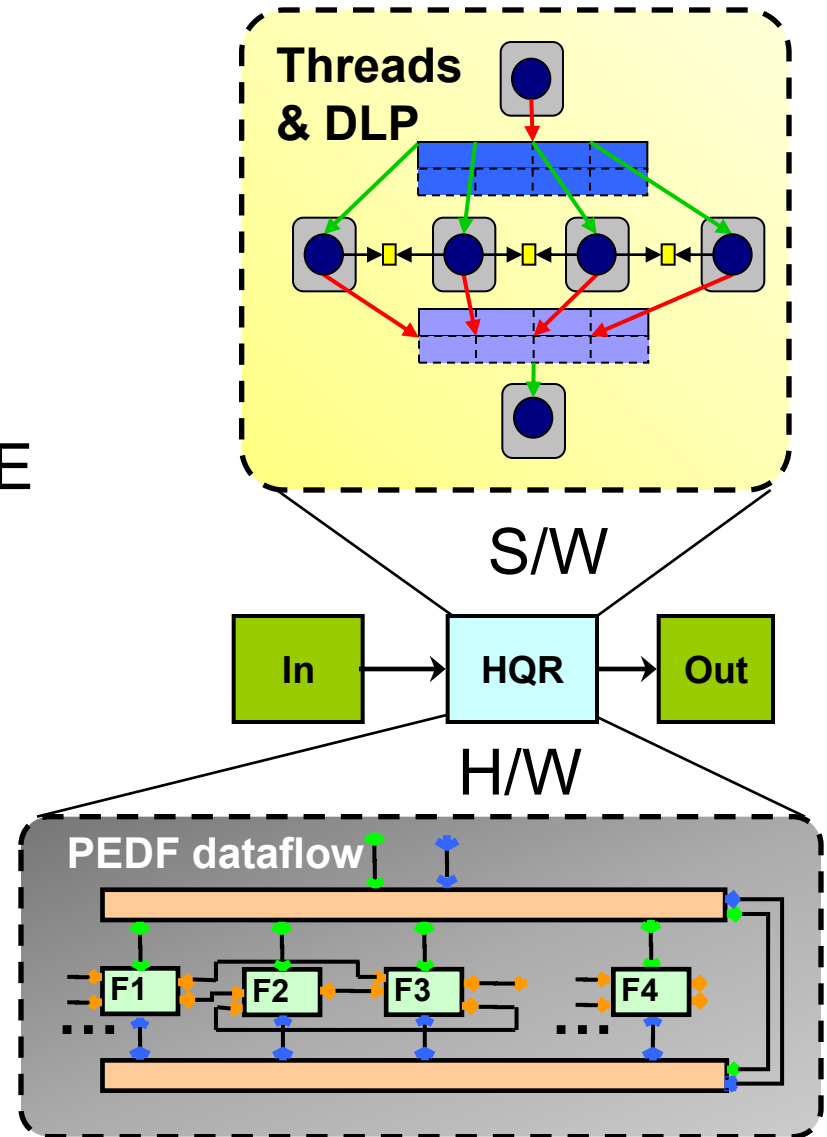 Threads
& DLP
E
S/W
In
HQR
Out
H/W
PEDF dataflow
F1
F2
F3
F4
...
...